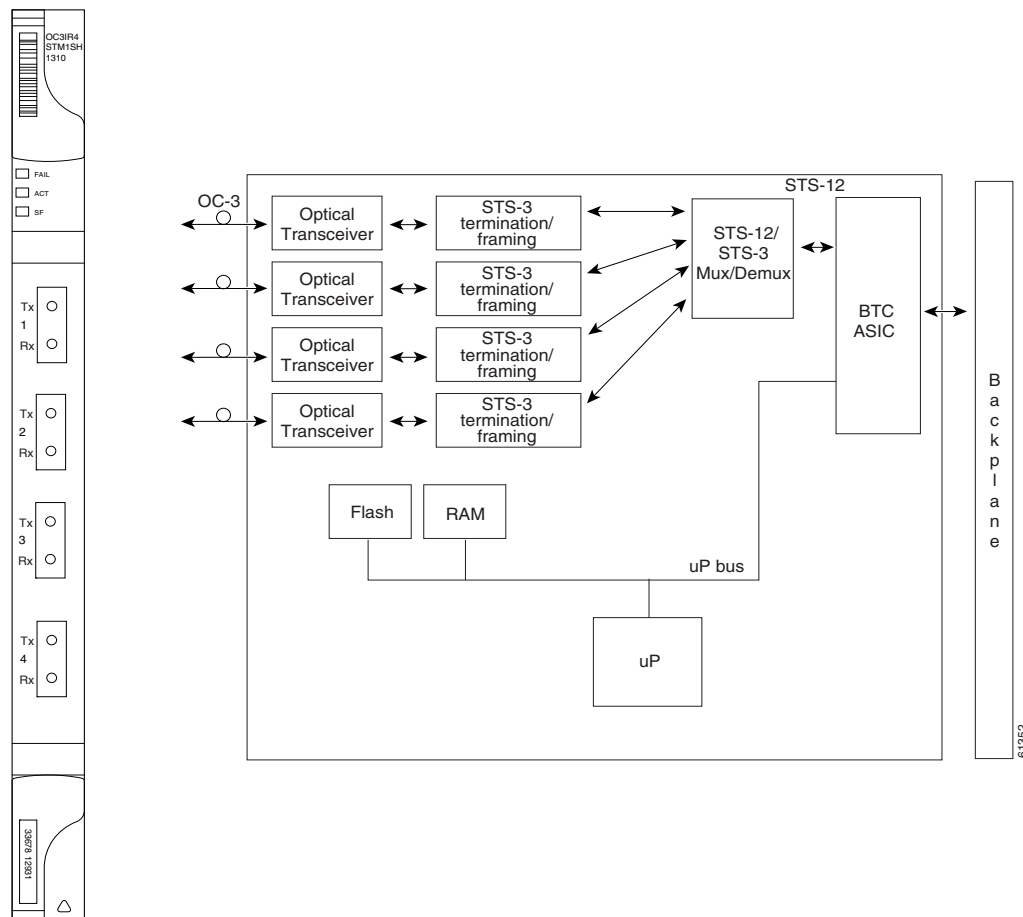 OC3IR4
STM1SH
1310
FAIL
ACT
SF
Tx
1
Rx
Tx
2
Rx
Tx
3
Rx
Tx
4
Rx
33678 12931
OC-3
STS-12
Optical
Transceiver
STS-3
termination/
framing
Optical
Transceiver
STS-3
termination/
framing
Optical
Transceiver
STS-3
termination/
framing
Optical
Transceiver
STS-3
termination/
framing
STS-12/
STS-3
Mux/Demux
BTC
ASIC
Flash
RAM
uP bus
uP
Backplane
61352